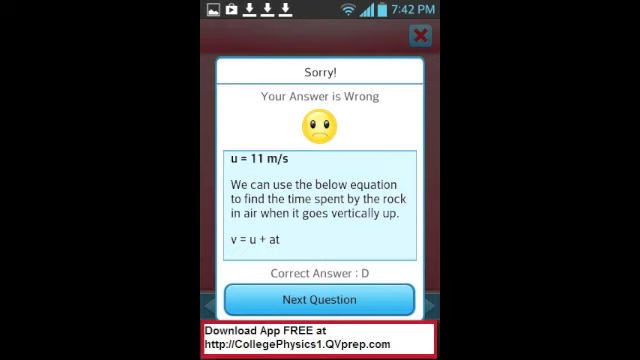 7:42 PM
Sorry!
Your Answer is Wrong
u = 11 m/s
We can use the below equation
to find the time spent by the rock
in air when it goes vertically up.
v = u + at
Correct Answer : D
Next Question
Download App FREE at
http://CollegePhysics1.QVprep.com